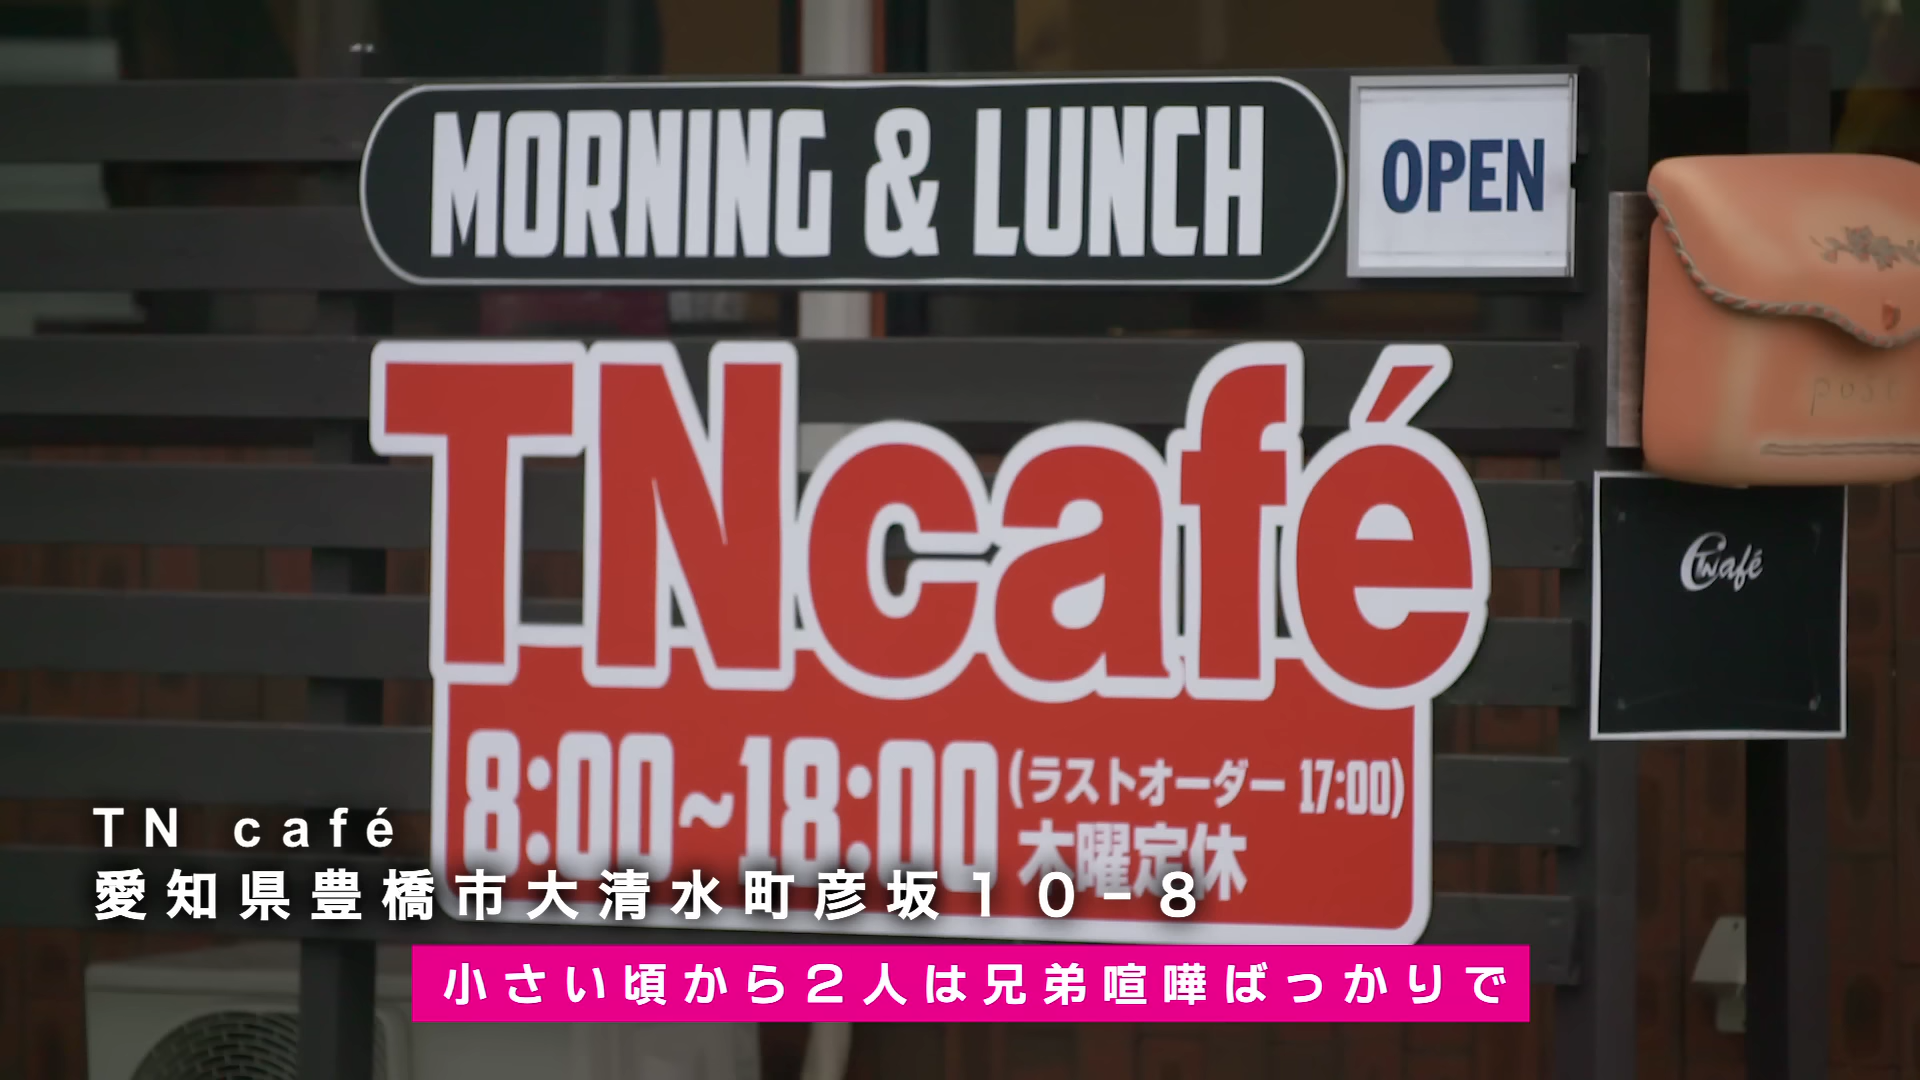 MORNING & LUNCH
OPEN
TNcafé
post
TNcafé
8:00~18:00
(ラストオーダー 17:00)
木曜定休
TN café
愛知県豊橋市大清水町彦坂10-8
小さい頃から2人は兄弟喧嘩ばっかりで